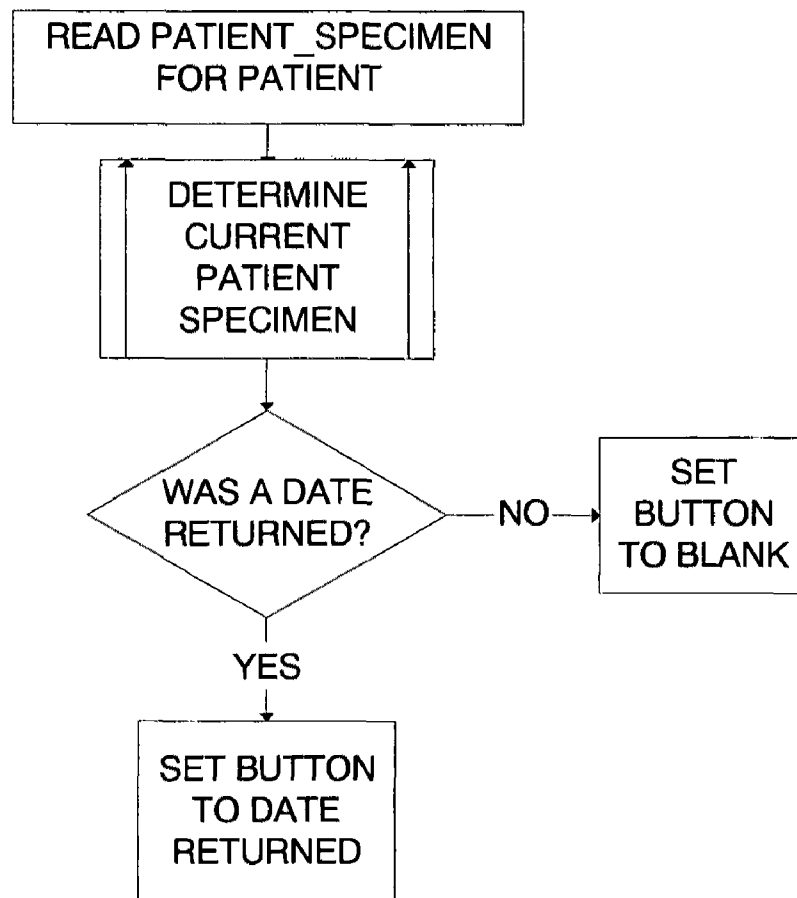 READ PATIENT_SPECIMEN
FOR PATIENT
DETERMINE
CURRENT
PATIENT
SPECIMEN
WAS A DATE
RETURNED?
NO
SET
BUTTON
TO BLANK
YES
SET BUTTON
TO DATE
RETURNED